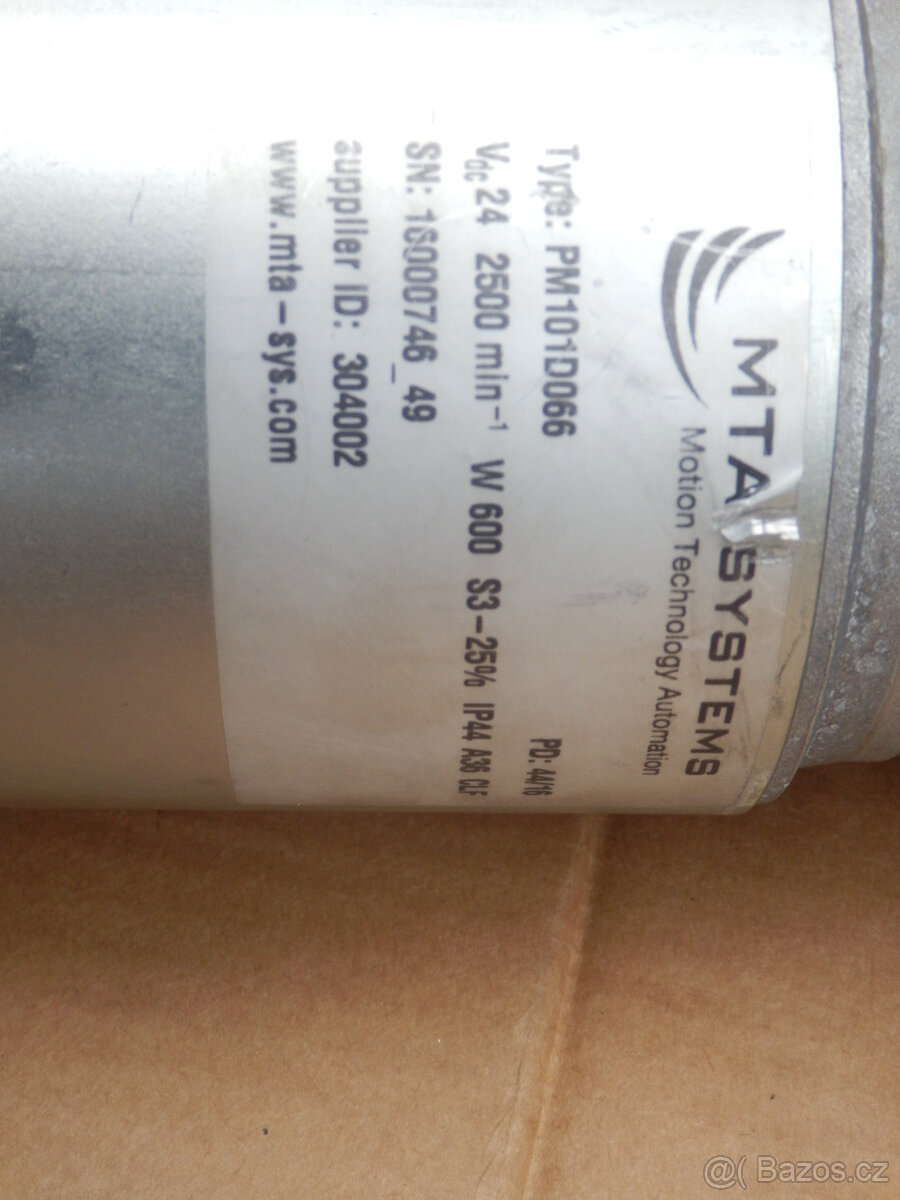 MTA SYSTEMS
Motion Technology Automation
Type: PM101D066 PD: 44/16
Vdc 24 2500 min-1 W 600 S3-25% IP44 A36 CLF
SN: 16000746_49
supplier ID: 304002
www.mta-sys.com
@( Bazos.cz